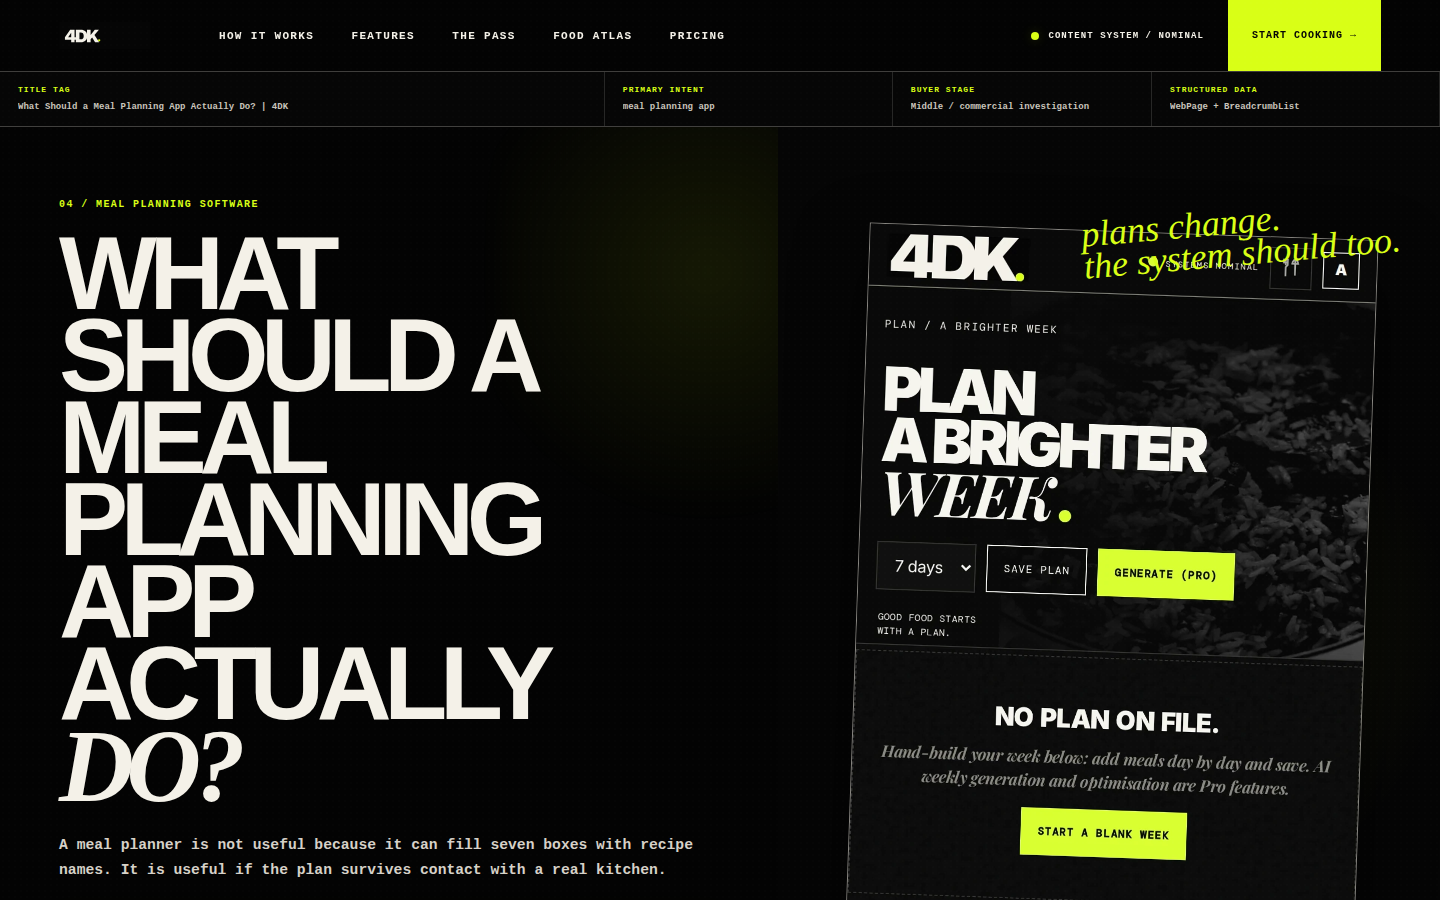 4DK.
HOW IT WORKS
FEATURES
THE PASS
FOOD ATLAS
PRICING
CONTENT SYSTEM / NOMINAL
START COOKING →
TITLE TAG
What Should a Meal Planning App Actually Do? | 4DK
PRIMARY INTENT
meal planning app
BUYER STAGE
Middle / commercial investigation
STRUCTURED DATA
WebPage + BreadcrumbList
04 / MEAL PLANNING SOFTWARE
WHAT
SHOULD A
MEAL
PLANNING
APP
ACTUALLY
DO?
A meal planner is not useful because it can fill seven boxes with recipe
names. It is useful if the plan survives contact with a real kitchen.
plans change.
the system should too.
4DK.
SYSTEMS NOMINAL
A
PLAN / A BRIGHTER WEEK
PLAN
A BRIGHTER
WEEK.
7 days
SAVE PLAN
GENERATE (PRO)
GOOD FOOD STARTS
WITH A PLAN.
NO PLAN ON FILE.
Hand-build your week below: add meals day by day and save. AI
weekly generation and optimisation are Pro features.
START A BLANK WEEK